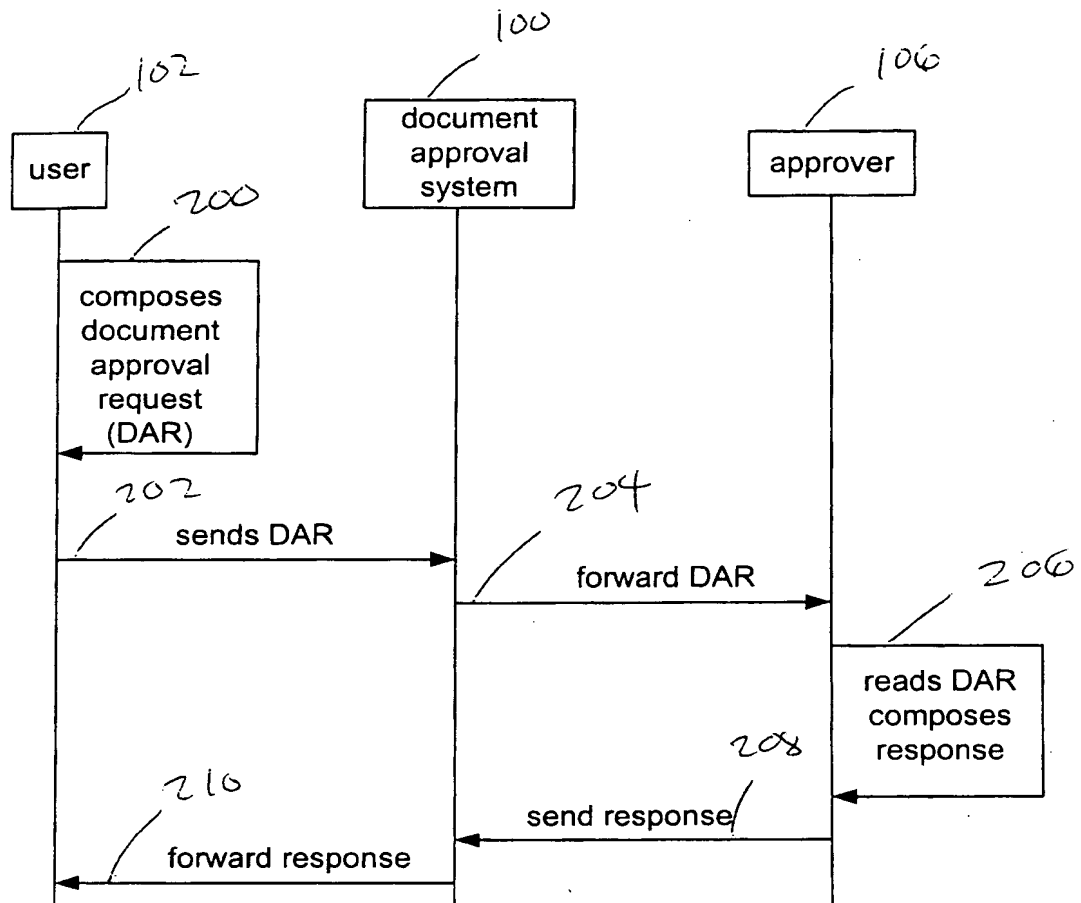 102
100
106
user
document
approval
system
approver
200
composes
document
approval
request
(DAR)
202
sends DAR
204
forward DAR
206
reads DAR
composes
response
208
send response
210
forward response